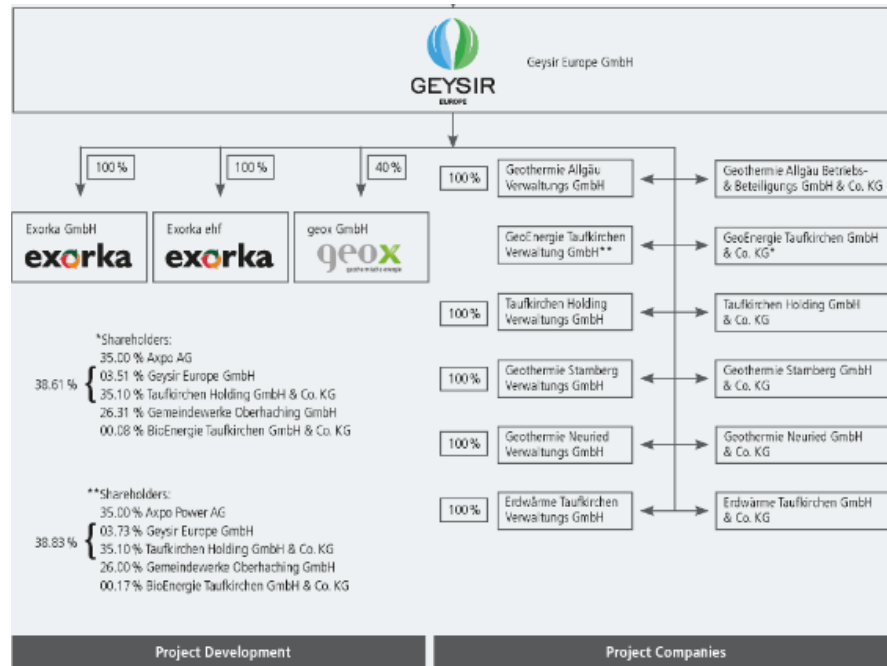 GEYSIR
EUROPE
Geysir Europe GmbH
100 %
100 %
40 %
Exorka GmbH
exorka
Exorka ehf
exorka
geox GmbH
geox
geothermische energie
100 %
Geothermie Allgäu
Verwaltungs GmbH
Geothermie Allgäu Betriebs-
& Beteiligungs GmbH & Co. KG
GeoEnergie Taufkirchen
Verwaltung GmbH**
GeoEnergie Taufkirchen GmbH
& Co. KG*
100 %
Taufkirchen Holding
Verwaltungs GmbH
Taufkirchen Holding GmbH
& Co. KG
100 %
Geothermie Starnberg
Verwaltungs GmbH
Geothermie Starnberg GmbH
& Co. KG
100 %
Geothermie Neuried
Verwaltungs GmbH
Geothermie Neuried GmbH
& Co. KG
100 %
Erdwärme Taufkirchen
Verwaltungs GmbH
Erdwärme Taufkirchen GmbH
& Co. KG
*Shareholders:
35.00 % Axpo AG
38.61 % { 03.51 % Geysir Europe GmbH
35.10 % Taufkirchen Holding GmbH & Co. KG
26.31 % Gemeindewerke Oberhaching GmbH
00.08 % BioEnergie Taufkirchen GmbH & Co. KG
**Shareholders:
35.00 % Axpo Power AG
38.83 % { 03.73 % Geysir Europe GmbH
35.10 % Taufkirchen Holding GmbH & Co. KG
26.00 % Gemeindewerke Oberhaching GmbH
00.17 % BioEnergie Taufkirchen GmbH & Co. KG
Project Development
Project Companies